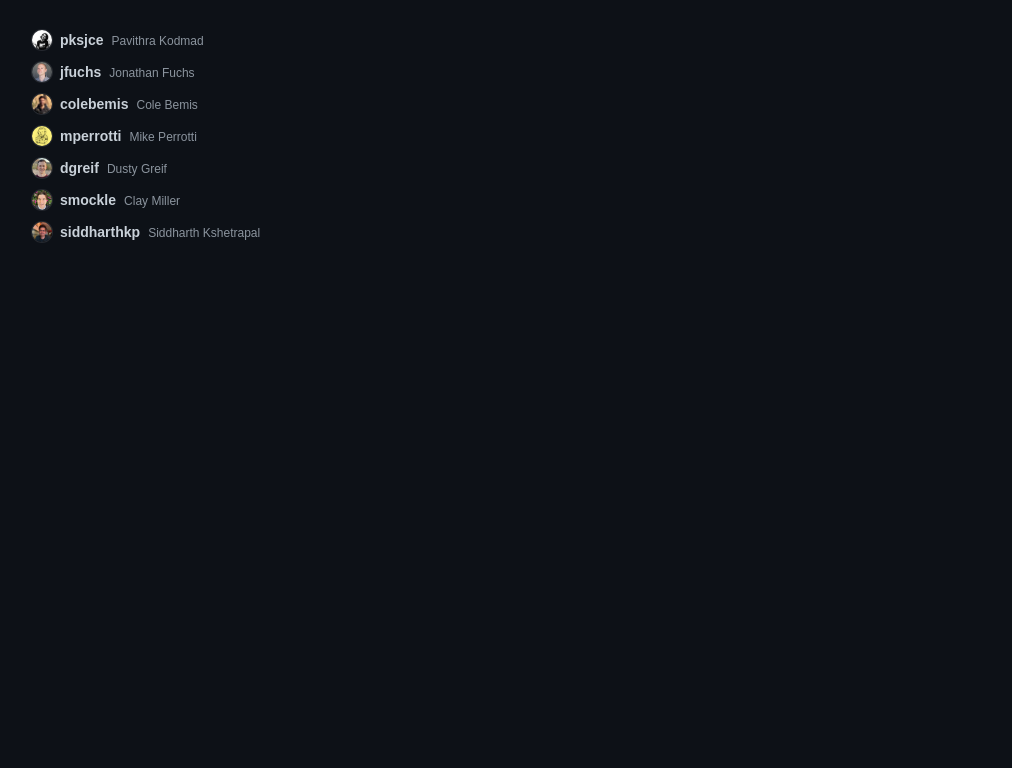 pksjce Pavithra Kodmad
jfuchs Jonathan Fuchs
colebemis Cole Bemis
mperrotti Mike Perrotti
dgreif Dusty Greif
smockle Clay Miller
siddharthkp Siddharth Kshetrapal